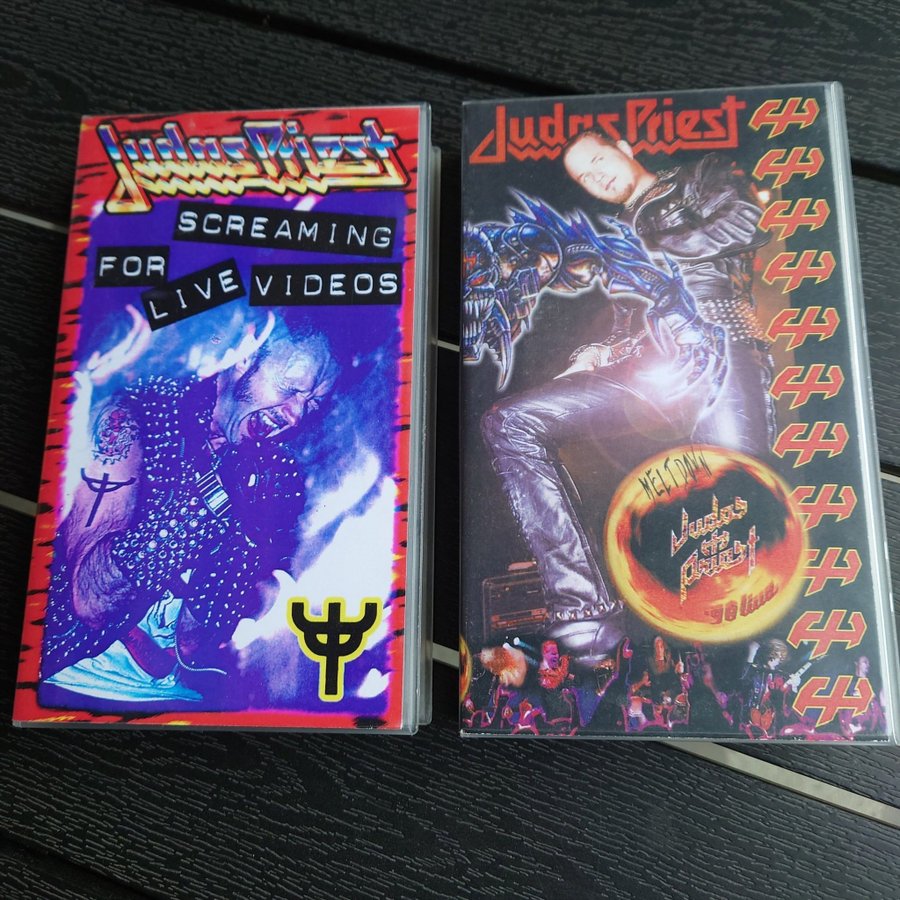 Judas Priest
SCREAMING
FOR
LIVE VIDEOS
Judas Priest
MELTDOWN
Judas
Priest
'98 live